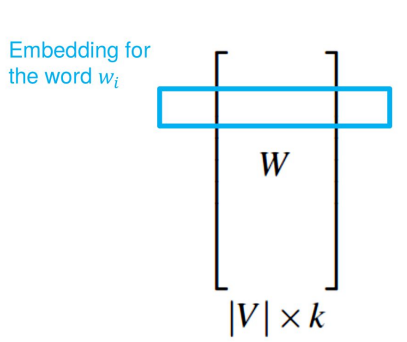 Embedding for
the word wᵢ
W
|V| × k